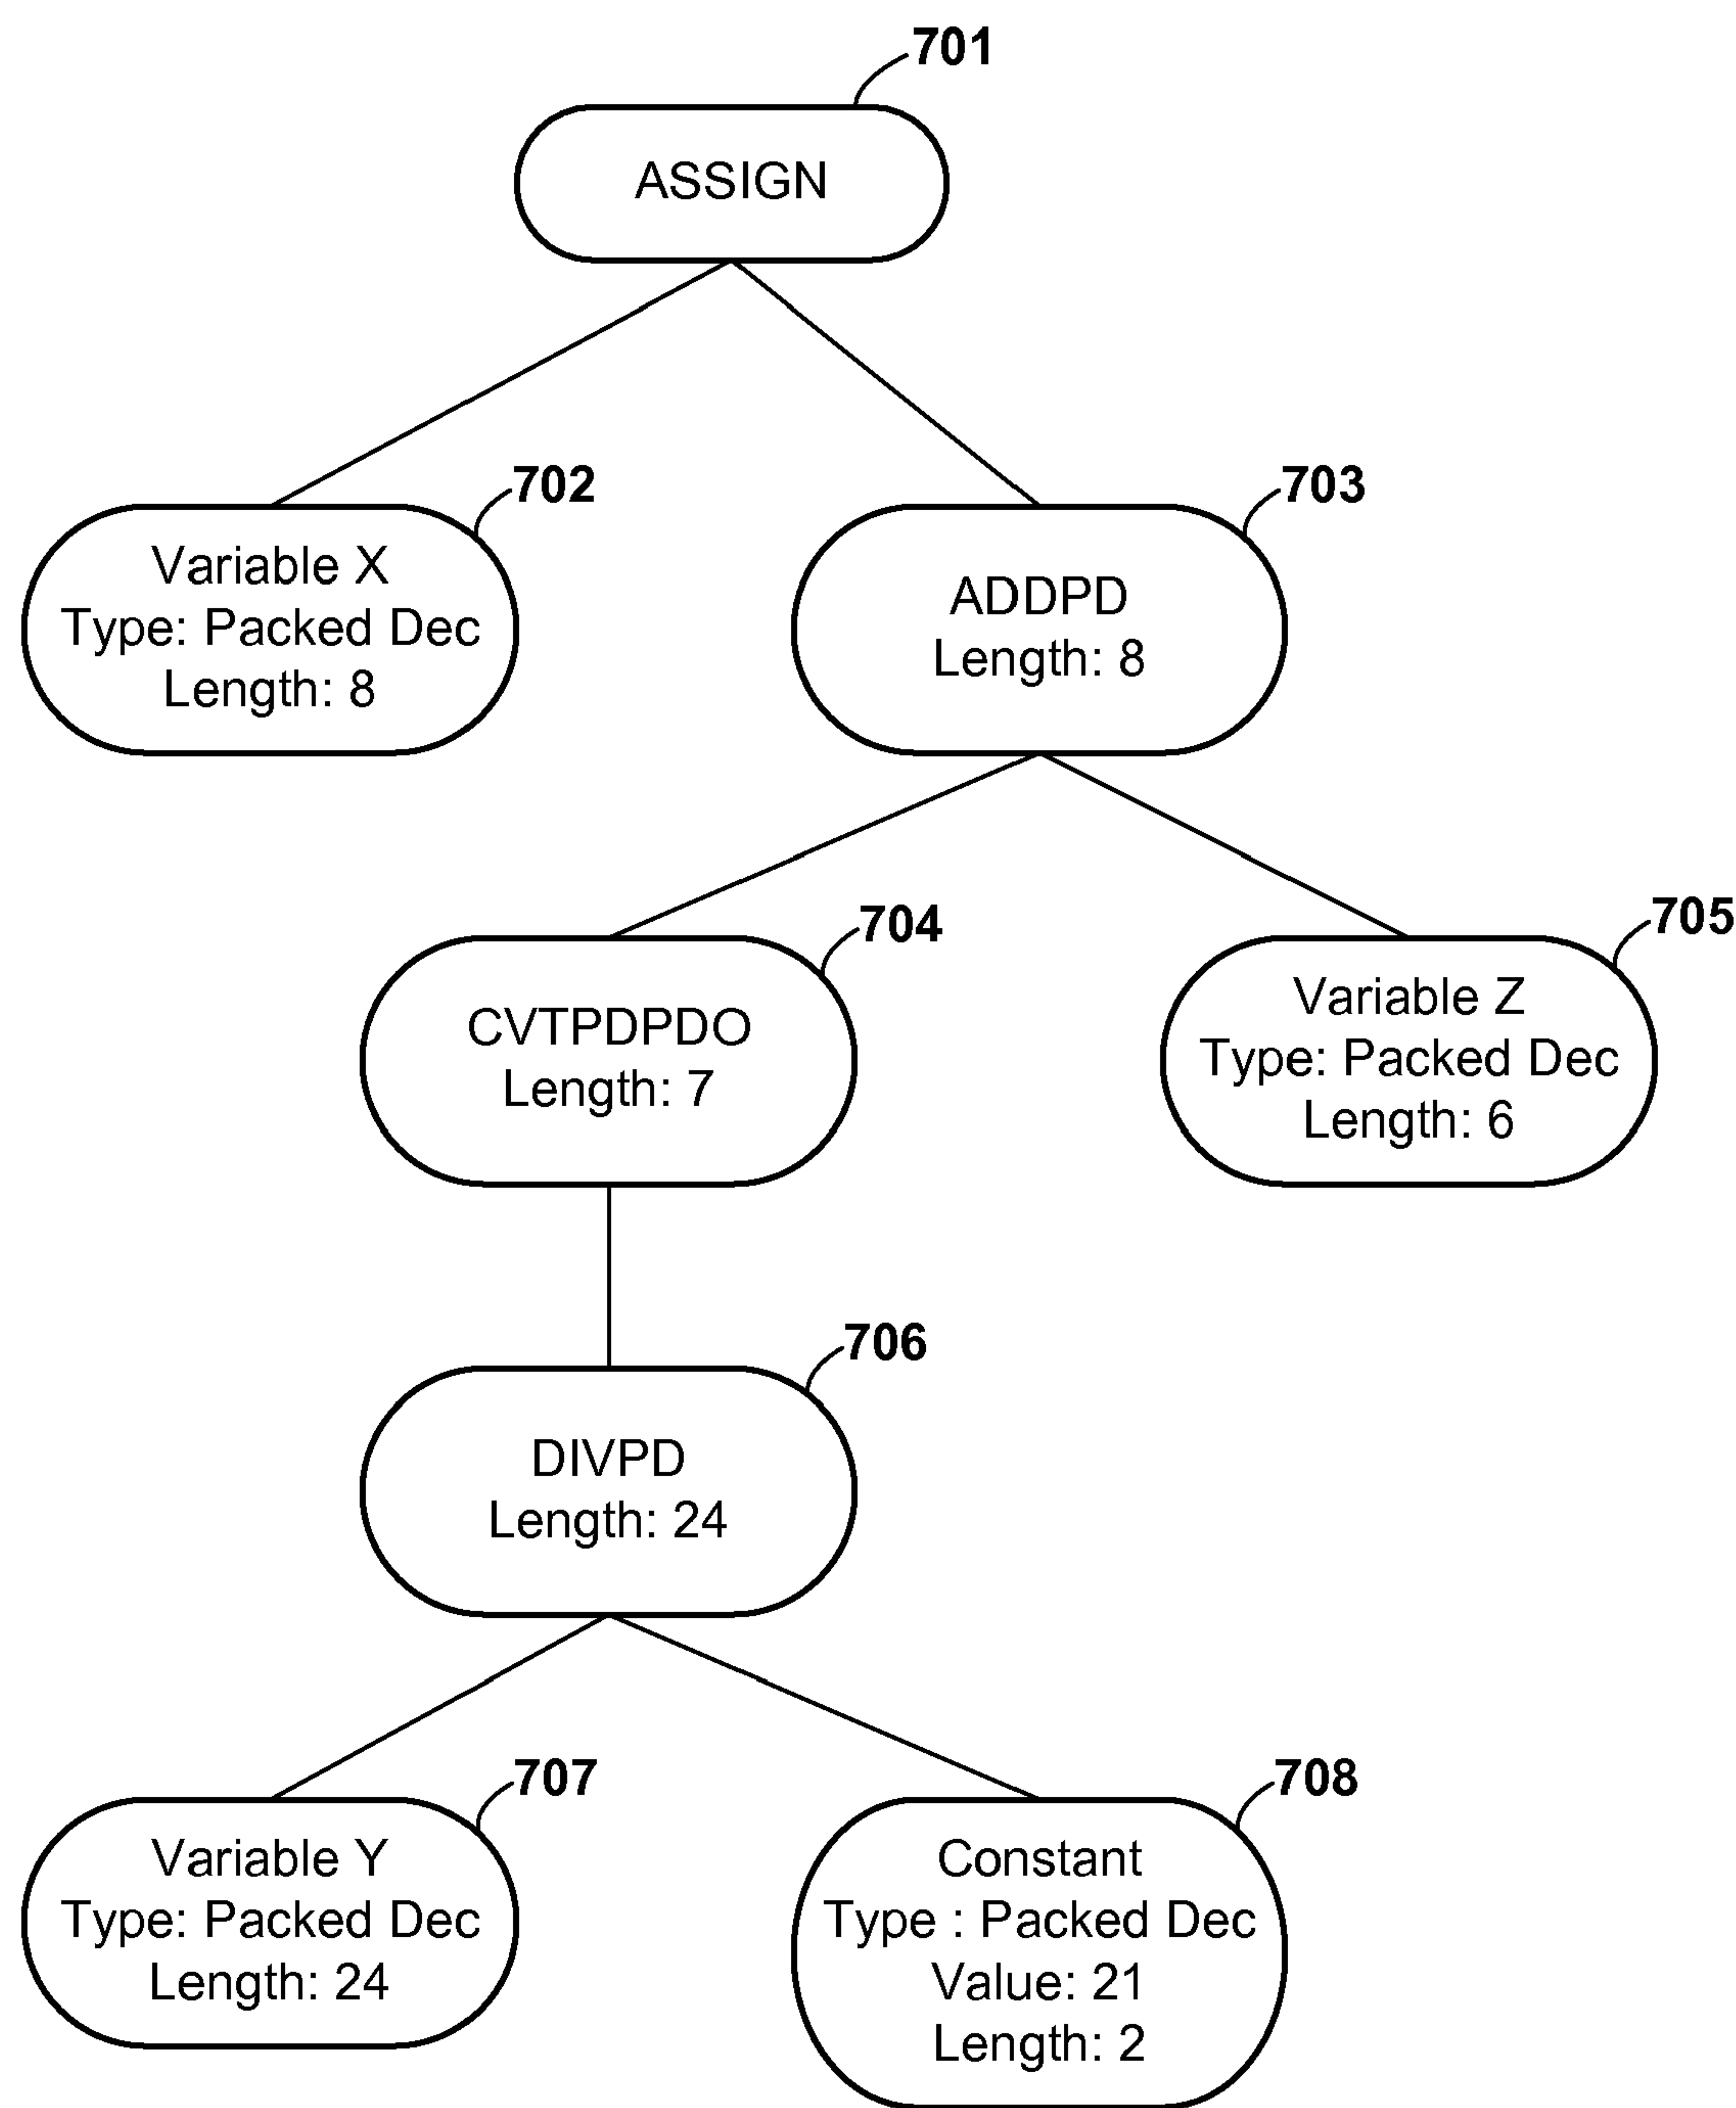 701
ASSIGN
702
Variable X
Type: Packed Dec
Length: 8
703
ADDPD
Length: 8
704
CVTPDPDO
Length: 7
705
Variable Z
Type: Packed Dec
Length: 6
706
DIVPD
Length: 24
707
Variable Y
Type: Packed Dec
Length: 24
708
Constant
Type : Packed Dec
Value: 21
Length: 2